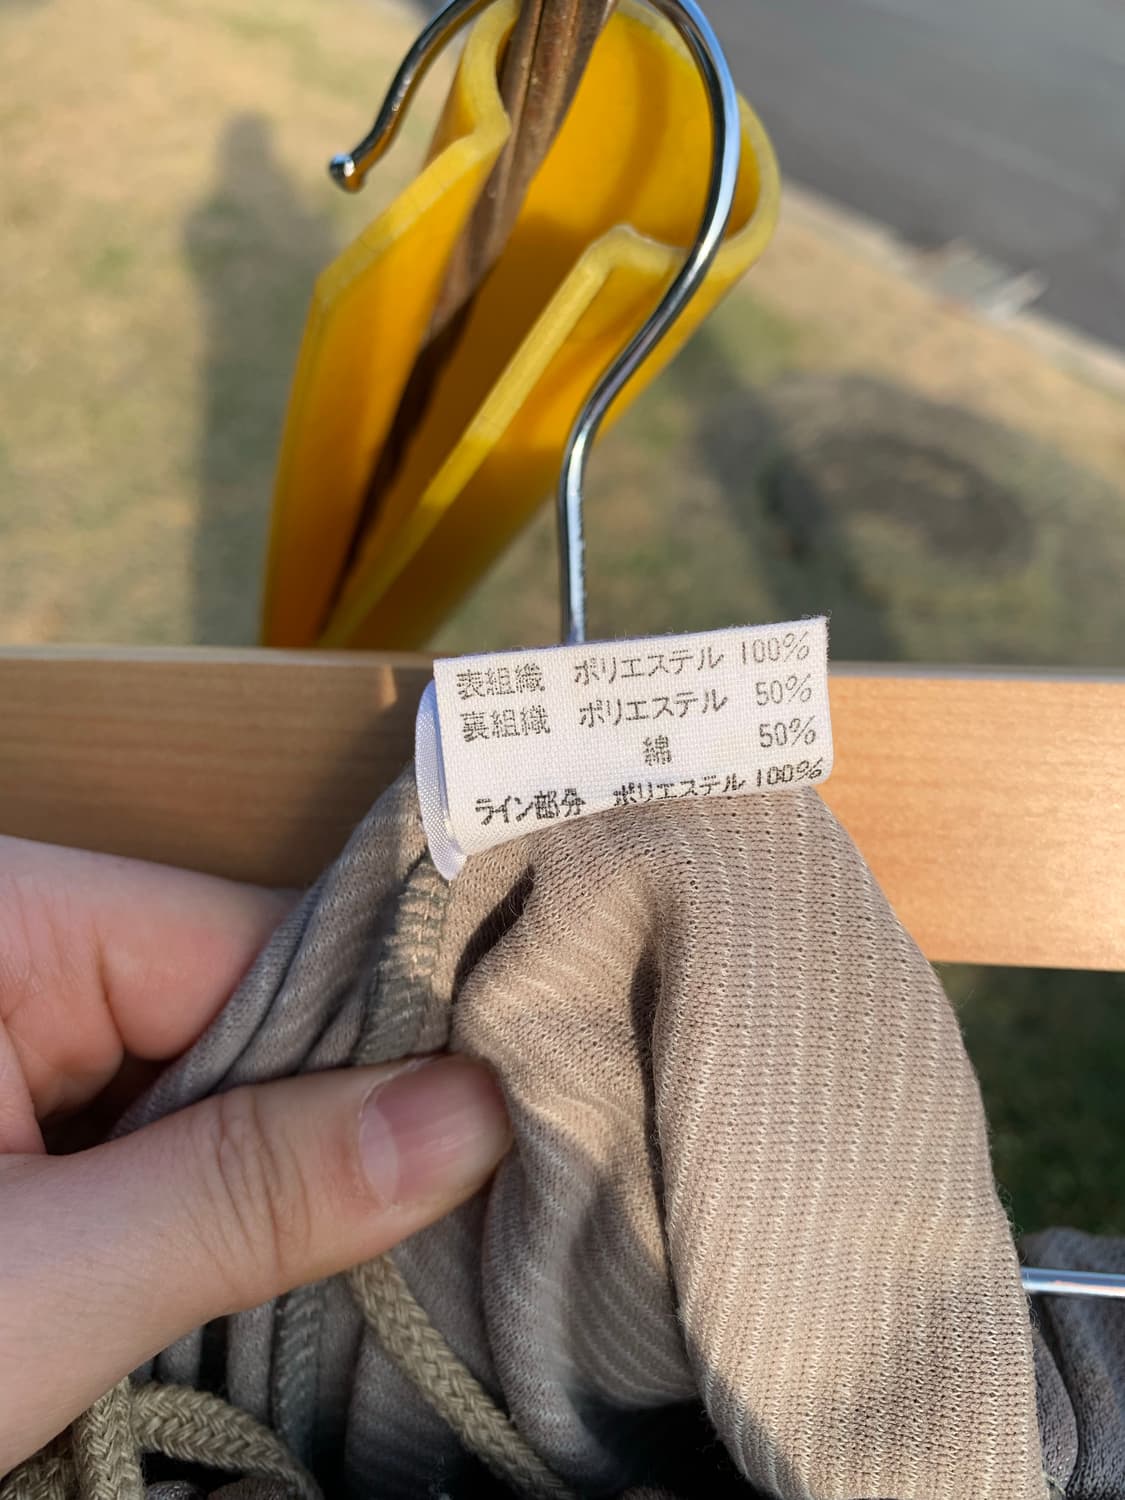 表組織 ポリエステル 100%
裏組織 ポリエステル 50%
綿 50%
ライン部分 ポリエステル 100%